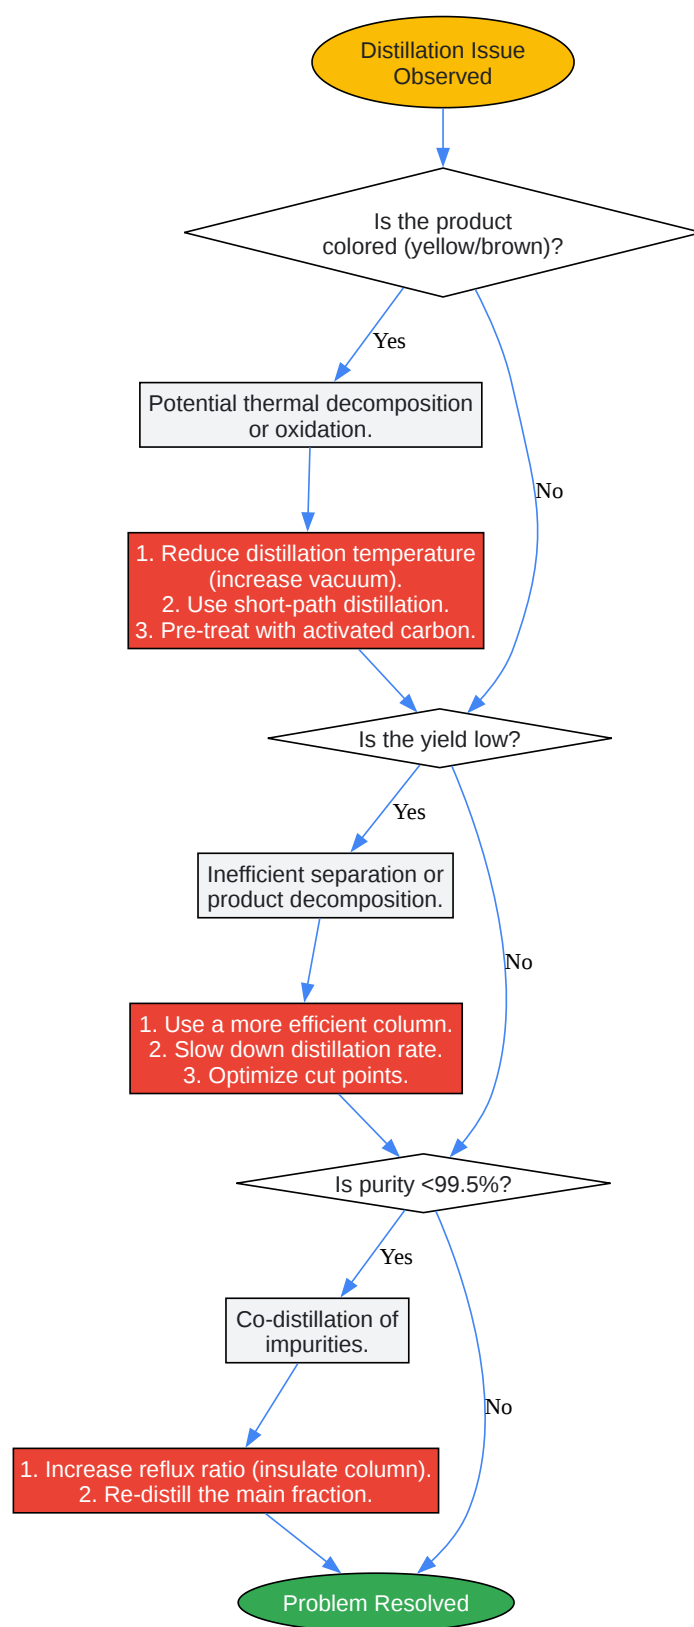 Distillation Issue
Observed
Is the product
colored (yellow/brown)?
Yes
Potential thermal decomposition
or oxidation.
No
1. Reduce distillation temperature
(increase vacuum).
2. Use short-path distillation.
3. Pre-treat with activated carbon.
Is the yield low?
Yes
Inefficient separation or
product decomposition.
No
1. Use a more efficient column.
2. Slow down distillation rate.
3. Optimize cut points.
Is purity <99.5%?
Yes
Co-distillation of
impurities.
No
1. Increase reflux ratio (insulate column).
2. Re-distill the main fraction.
Problem Resolved